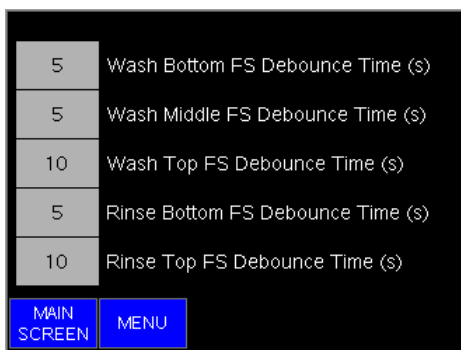 5 Wash Bottom FS Debounce Time (s)
5 Wash Middle FS Debounce Time (s)
10 Wash Top FS Debounce Time (s)
5 Rinse Bottom FS Debounce Time (s)
10 Rinse Top FS Debounce Time (s)
MAIN
SCREEN
MENU